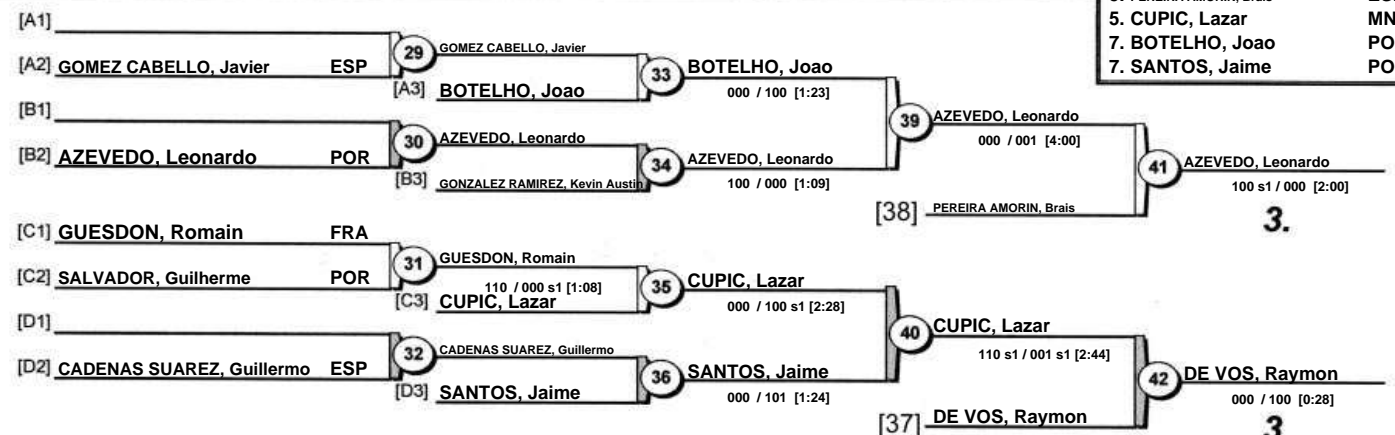 3. PEREIRA AMORIN, Brais
5. CUPIC, Lazar MN
7. BOTELHO, Joao PO
7. SANTOS, Jaime PO
[A1]
29 GOMEZ CABELLO, Javier
[A2] GOMEZ CABELLO, Javier ESP
33 BOTELHO, Joao
000 / 100 [1:23]
[A3] BOTELHO, Joao
[B1]
39 AZEVEDO, Leonardo
000 / 001 [4:00]
30 AZEVEDO, Leonardo
[B2] AZEVEDO, Leonardo POR
34 AZEVEDO, Leonardo
100 / 000 [1:09]
41 AZEVEDO, Leonardo
100 s1 / 000 [2:00]
3.
[B3] GONZALEZ RAMIREZ, Kevin Austin
[38] PEREIRA AMORIN, Brais
[C1] GUESDON, Romain FRA
31 GUESDON, Romain
110 / 000 s1 [1:08]
[C2] SALVADOR, Guilherme POR
35 CUPIC, Lazar
000 / 100 s1 [2:28]
[C3] CUPIC, Lazar
[D1]
40 CUPIC, Lazar
110 s1 / 001 s1 [2:44]
32 CADENAS SUAREZ, Guillermo
[D2] CADENAS SUAREZ, Guillermo ESP
36 SANTOS, Jaime
000 / 101 [1:24]
42 DE VOS, Raymon
000 / 100 [0:28]
3
[D3] SANTOS, Jaime
[37] DE VOS, Raymon